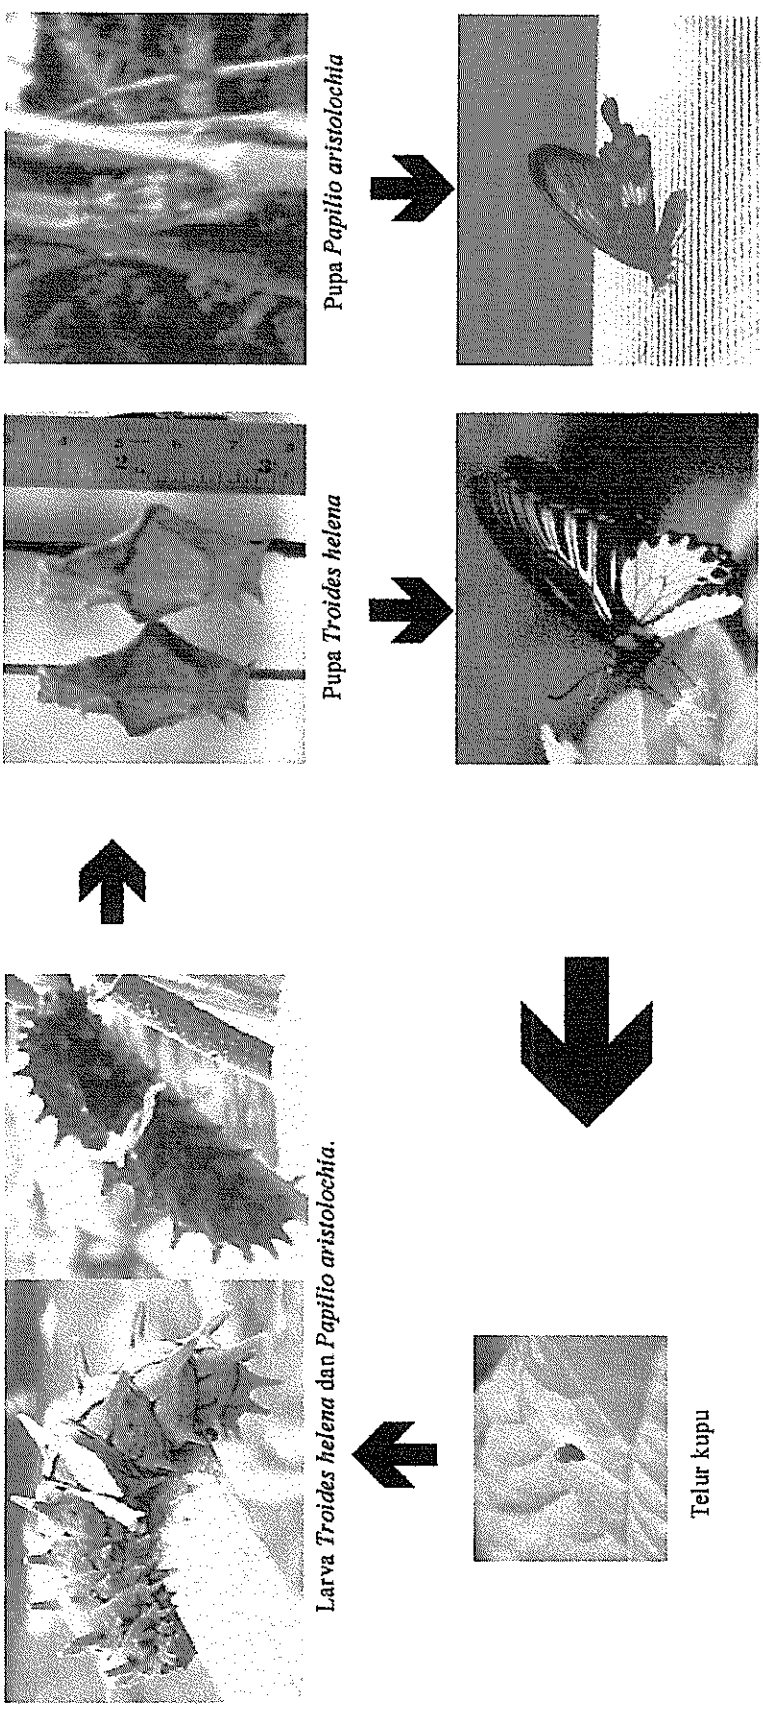 Larva Troides helena dan Papilio aristolochia.
Pupa Troides helena
Pupa Papilio aristolochia
Telur kupu